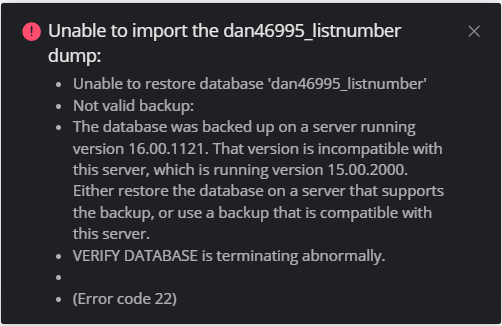 Unable to import the dan46995_listnumber
dump:
Unable to restore database 'dan46995_listnumber'
Not valid backup:
The database was backed up on a server running
version 16.00.1121. That version is incompatible with
this server, which is running version 15.00.2000.
Either restore the database on a server that supports
the backup, or use a backup that is compatible with
this server.
VERIFY DATABASE is terminating abnormally.
(Error code 22)